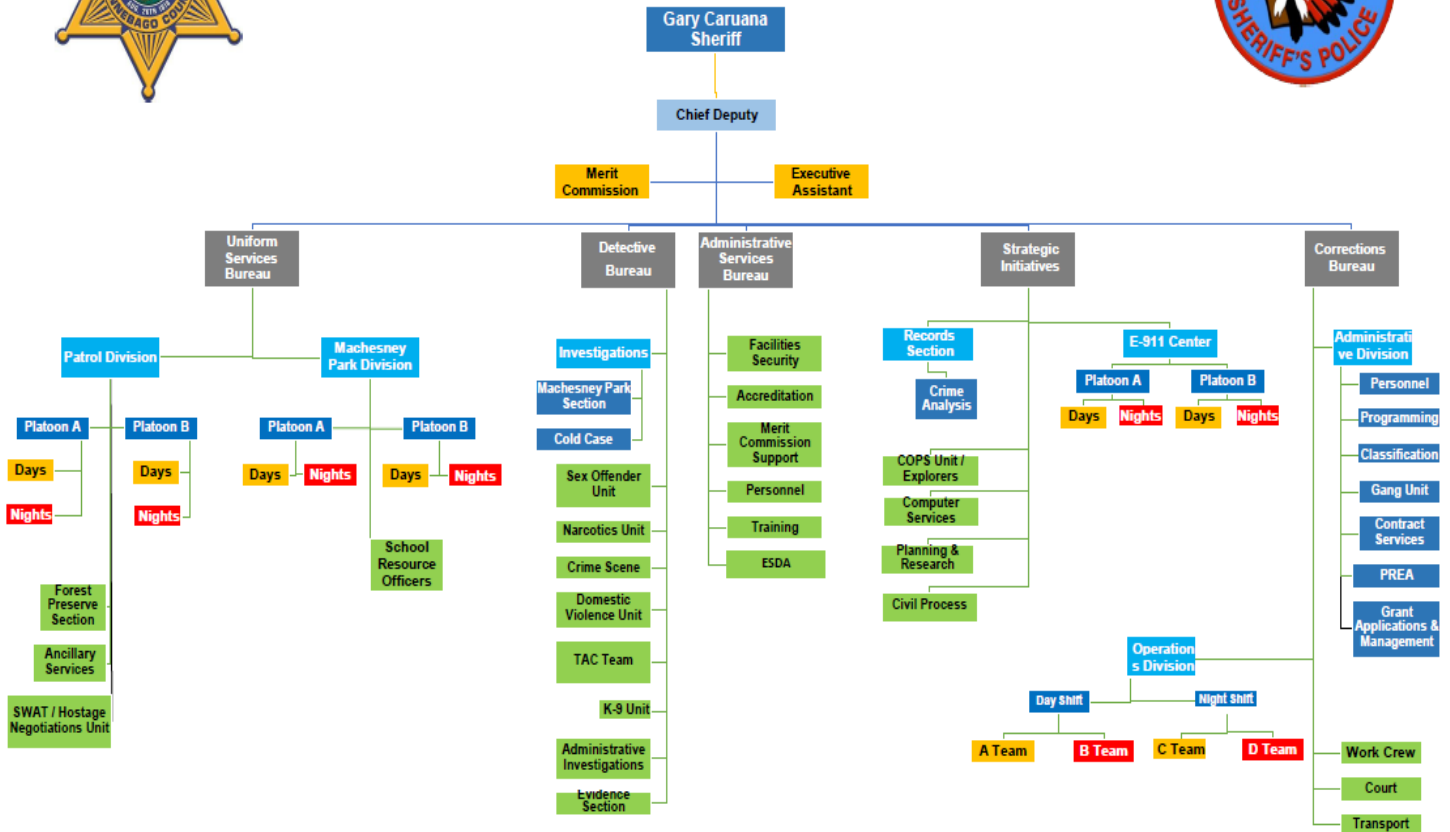 AUG. 28TH 1836
NNEBAGO COUN
SHERIFF'S POLICE
Gary Caruana
Sheriff
Chief Deputy
Merit
Commission
Executive
Assistant
Uniform
Services
Bureau
Detective
Bureau
Administrative
Services
Bureau
Strategic
Initiatives
Corrections
Bureau
Patrol Division
Machesney
Park Division
Platoon A
Platoon B
Days
Nights
Days
Nights
Platoon A
Platoon B
Days
Nights
Days
Nights
School
Resource
Officers
Forest
Preserve
Section
Ancillary
Services
SWAT / Hostage
Negotiations Unit
Investigations
Machesney Park
Section
Cold Case
Sex Offender
Unit
Narcotics Unit
Crime Scene
Domestic
Violence Unit
TAC Team
K-9 Unit
Administrative
Investigations
Evidence
Section
Facilities
Security
Accreditation
Merit
Commission
Support
Personnel
Training
ESDA
Records
Section
Crime
Analysis
E-911 Center
Platoon A
Platoon B
Days
Nights
Days
Nights
COPS Unit /
Explorers
Computer
Services
Planning &
Research
Civil Process
Administrati
ve Division
Personnel
Programming
Classification
Gang Unit
Contract
Services
PREA
Grant
Applications &
Management
Operation
s Division
Day Shift
Night Shift
A Team
B Team
C Team
D Team
Work Crew
Court
Transport